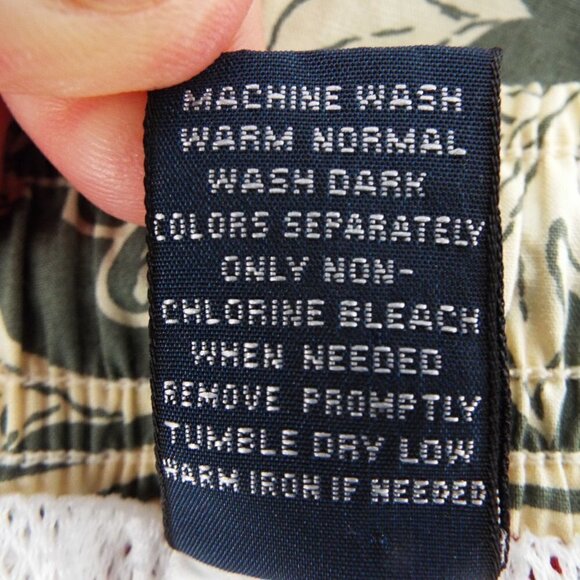 MACHINE WASH
WARM NORMAL
WASH DARK
COLORS SEPARATELY
ONLY NON-
CHLORINE BLEACH
WHEN NEEDED
REMOVE PROMPTLY
TUMBLE DRY LOW
WARM IRON IF NEEDED